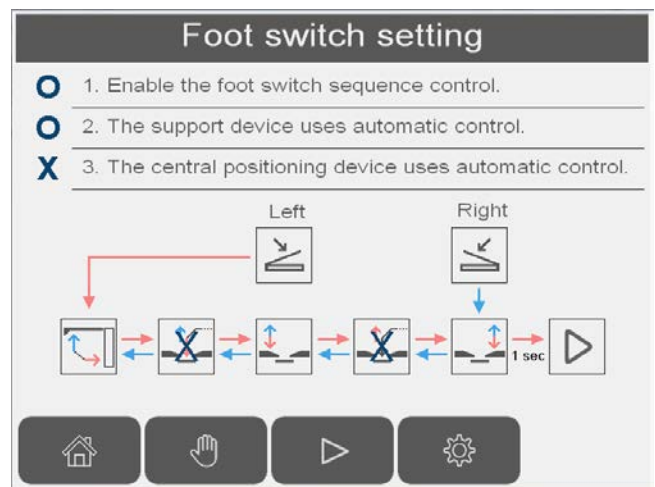 Foot switch setting
O 1. Enable the foot switch sequence control.
O 2. The support device uses automatic control.
X 3. The central positioning device uses automatic control.
Left Right
1 sec